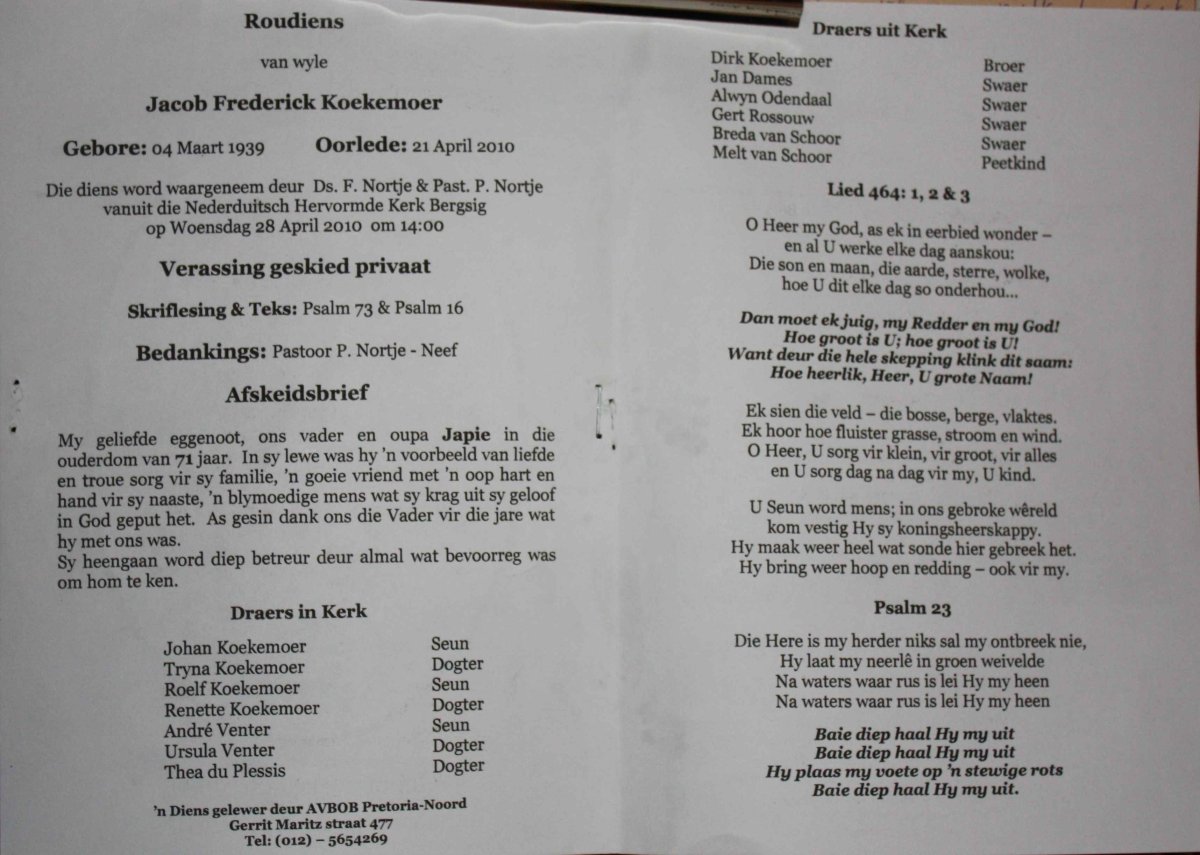 Roudiens
van wyle
Jacob Frederick Koekemoer
Gebore: 04 Maart 1939 Oorlede: 21 April 2010
Die diens word waargeneem deur Ds. F. Nortje & Past. P. Nortje
vanuit die Nederduitsch Hervormde Kerk Bergsig
op Woensdag 28 April 2010 om 14:00
Verassing geskied privaat
Skriflesing & Teks: Psalm 73 & Psalm 16
Bedankings: Pastoor P. Nortje - Neef
Afskeidsbrief
My geliefde eggenoot, ons vader en oupa Japie in die
ouderdom van 71 jaar. In sy lewe was hy 'n voorbeeld van liefde
en troue sorg vir sy familie, 'n goeie vriend met 'n oop hart en
hand vir sy naaste, 'n blymoedige mens wat sy krag uit sy geloof
in God geput het. As gesin dank ons die Vader vir die jare wat
hy met ons was.
Sy heengaan word diep betreur deur almal wat bevoorreg was
om hom te ken.
Draers in Kerk
Johan Koekemoer Seun
Tryna Koekemoer Dogter
Roelf Koekemoer Seun
Renette Koekemoer Dogter
André Venter Seun
Ursula Venter Dogter
Thea du Plessis Dogter
'n Diens gelewer deur AVBOB Pretoria-Noord
Gerrit Maritz straat 477
Tel: (012) – 5654269
Draers uit Kerk
Dirk Koekemoer Broer
Jan Dames Swaer
Alwyn Odendaal Swaer
Gert Rossouw Swaer
Breda van Schoor Swaer
Melt van Schoor Peetkind
Lied 464: 1, 2 & 3
O Heer my God, as ek in eerbied wonder –
en al U werke elke dag aanskou:
Die son en maan, die aarde, sterre, wolke,
hoe U dit elke dag so onderhou...
Dan moet ek juig, my Redder en my God!
Hoe groot is U; hoe groot is U!
Want deur die hele skepping klink dit saam:
Hoe heerlik, Heer, U grote Naam!
Ek sien die veld – die bosse, berge, vlaktes.
Ek hoor hoe fluister grasse, stroom en wind.
O Heer, U sorg vir klein, vir groot, vir alles
en U sorg dag na dag vir my, U kind.
U Seun word mens; in ons gebroke wêreld
kom vestig Hy sy koningsheerskappy.
Hy maak weer heel wat sonde hier gebreek het.
Hy bring weer hoop en redding – ook vir my.
Psalm 23
Die Here is my herder niks sal my ontbreek nie,
Hy laat my neerlê in groen weivelde
Na waters waar rus is lei Hy my heen
Na waters waar rus is lei Hy my heen
Baie diep haal Hy my uit
Baie diep haal Hy my uit
Hy plaas my voete op 'n stewige rots
Baie diep haal Hy my uit.